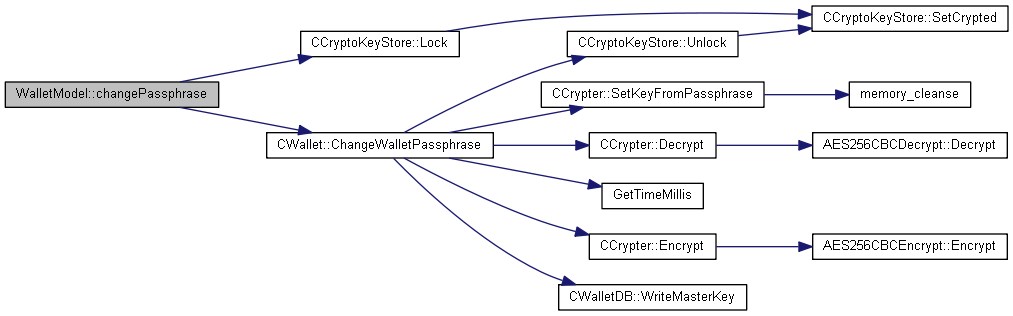 WalletModel::changePassphrase
CCryptoKeyStore::Lock
CWallet::ChangeWalletPassphrase
CCryptoKeyStore::Unlock
CCrypter::SetKeyFromPassphrase
CCrypter::Decrypt
GetTimeMillis
CCrypter::Encrypt
CWalletDB::WriteMasterKey
CCryptoKeyStore::SetCrypted
memory_cleanse
AES256CBCDecrypt::Decrypt
AES256CBCEncrypt::Encrypt